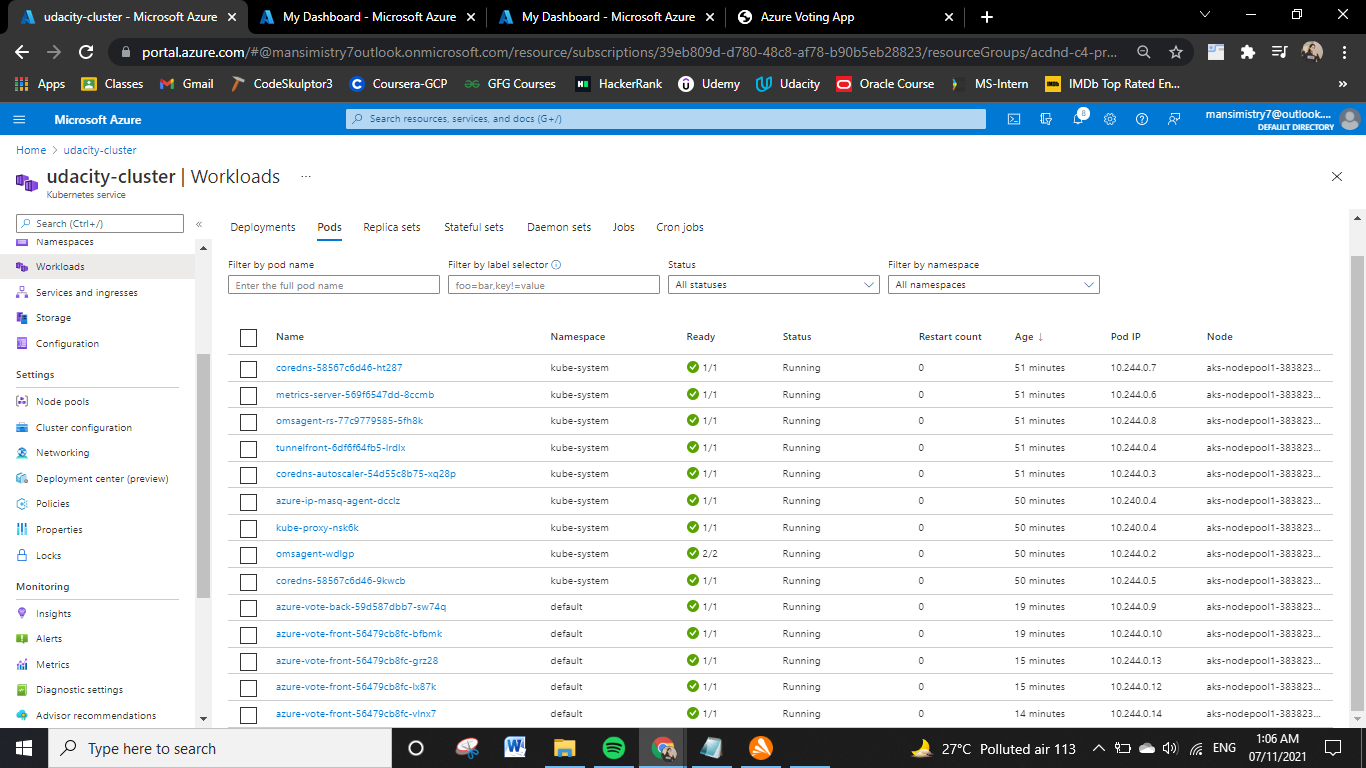 udacity-cluster - Microsoft Azure
My Dashboard - Microsoft Azure
My Dashboard - Microsoft Azure
Azure Voting App
portal.azure.com/#@mansimistry7outlook.onmicrosoft.com/resource/subscriptions/39eb809d-d780-48c8-af78-b90b5eb28823/resourceGroups/acdnd-c4-pr...
Apps Classes Gmail CodeSkulptor3 Coursera-GCP GFG Courses HackerRank Udemy Udacity Oracle Course MS-Intern IMDb Top Rated En... »
Microsoft Azure
Search resources, services, and docs (G+/)
8
mansimistry7@outlook....
DEFAULT DIRECTORY
Home > udacity-cluster
udacity-cluster | Workloads ...
Kubernetes service
Search (Ctrl+/) «
Namespaces
Workloads
Services and ingresses
Storage
Configuration
Settings
Node pools
Cluster configuration
Networking
Deployment center (preview)
Policies
Properties
Locks
Monitoring
Insights
Alerts
Metrics
Diagnostic settings
Advisor recommendations
Deployments Pods Replica sets Stateful sets Daemon sets Jobs Cron jobs
Filter by pod name Filter by label selector Status Filter by namespace
Enter the full pod name foo=bar,key!=value All statuses All namespaces
Name Namespace Ready Status Restart count Age ↓ Pod IP Node
coredns-58567c6d46-ht287 kube-system 1/1 Running 0 51 minutes 10.244.0.7 aks-nodepool1-383823...
metrics-server-569f6547dd-8ccmb kube-system 1/1 Running 0 51 minutes 10.244.0.6 aks-nodepool1-383823...
omsagent-rs-77c9779585-5fh8k kube-system 1/1 Running 0 51 minutes 10.244.0.8 aks-nodepool1-383823...
tunnelfront-6df6f64fb5-lrdlx kube-system 1/1 Running 0 51 minutes 10.244.0.4 aks-nodepool1-383823...
coredns-autoscaler-54d55c8b75-xq28p kube-system 1/1 Running 0 51 minutes 10.244.0.3 aks-nodepool1-383823...
azure-ip-masq-agent-dcclz kube-system 1/1 Running 0 50 minutes 10.240.0.4 aks-nodepool1-383823...
kube-proxy-nsk6k kube-system 1/1 Running 0 50 minutes 10.240.0.4 aks-nodepool1-383823...
omsagent-wdlgp kube-system 2/2 Running 0 50 minutes 10.244.0.2 aks-nodepool1-383823...
coredns-58567c6d46-9kwcb kube-system 1/1 Running 0 50 minutes 10.244.0.5 aks-nodepool1-383823...
azure-vote-back-59d587dbb7-sw74q default 1/1 Running 0 19 minutes 10.244.0.9 aks-nodepool1-383823...
azure-vote-front-56479cb8fc-bfbmk default 1/1 Running 0 19 minutes 10.244.0.10 aks-nodepool1-383823...
azure-vote-front-56479cb8fc-grz28 default 1/1 Running 0 15 minutes 10.244.0.13 aks-nodepool1-383823...
azure-vote-front-56479cb8fc-lx87k default 1/1 Running 0 15 minutes 10.244.0.12 aks-nodepool1-383823...
azure-vote-front-56479cb8fc-vlnx7 default 1/1 Running 0 14 minutes 10.244.0.14 aks-nodepool1-383823...
Type here to search
27°C Polluted air 113 ENG
1:06 AM
07/11/2021